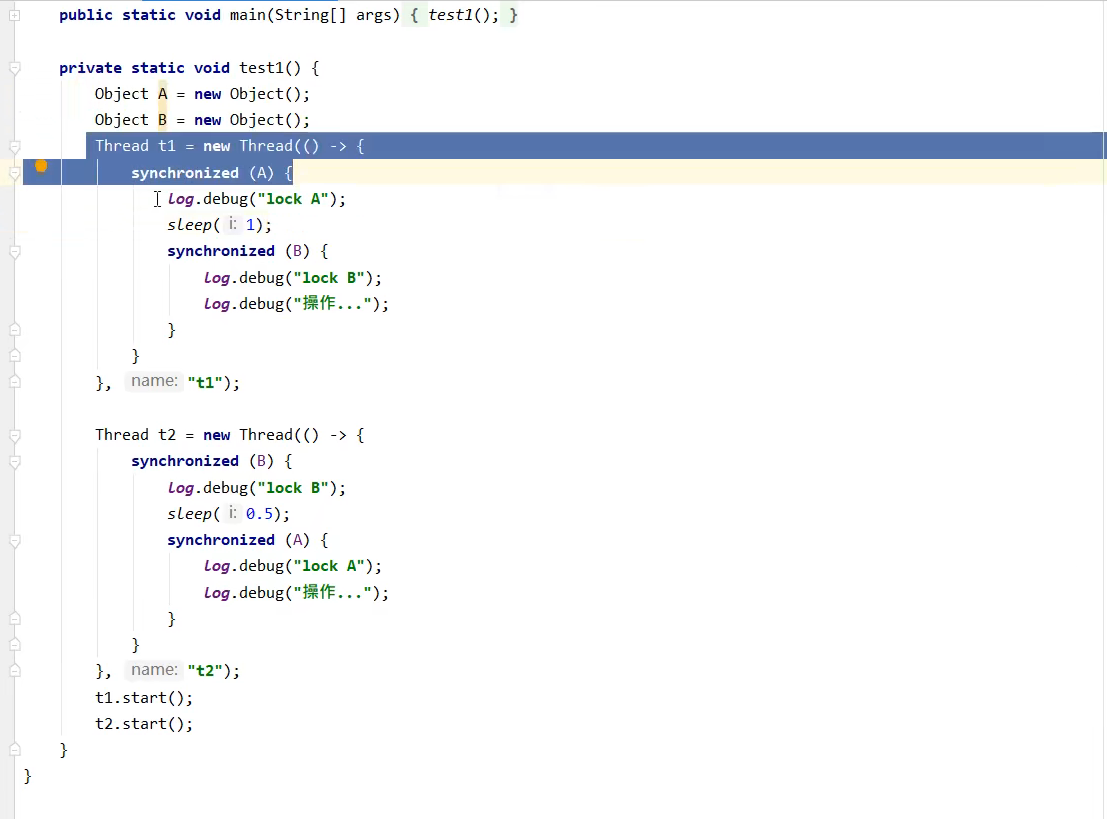 public static void main(String[] args) { test1(); }
private static void test1() {
Object A = new Object();
Object B = new Object();
Thread t1 = new Thread(() -> {
synchronized (A) {
log.debug("lock A");
sleep( i: 1);
synchronized (B) {
log.debug("lock B");
log.debug("操作...");
}
}
}, name: "t1");
Thread t2 = new Thread(() -> {
synchronized (B) {
log.debug("lock B");
sleep( i: 0.5);
synchronized (A) {
log.debug("lock A");
log.debug("操作...");
}
}
}, name: "t2");
t1.start();
t2.start();
}
}